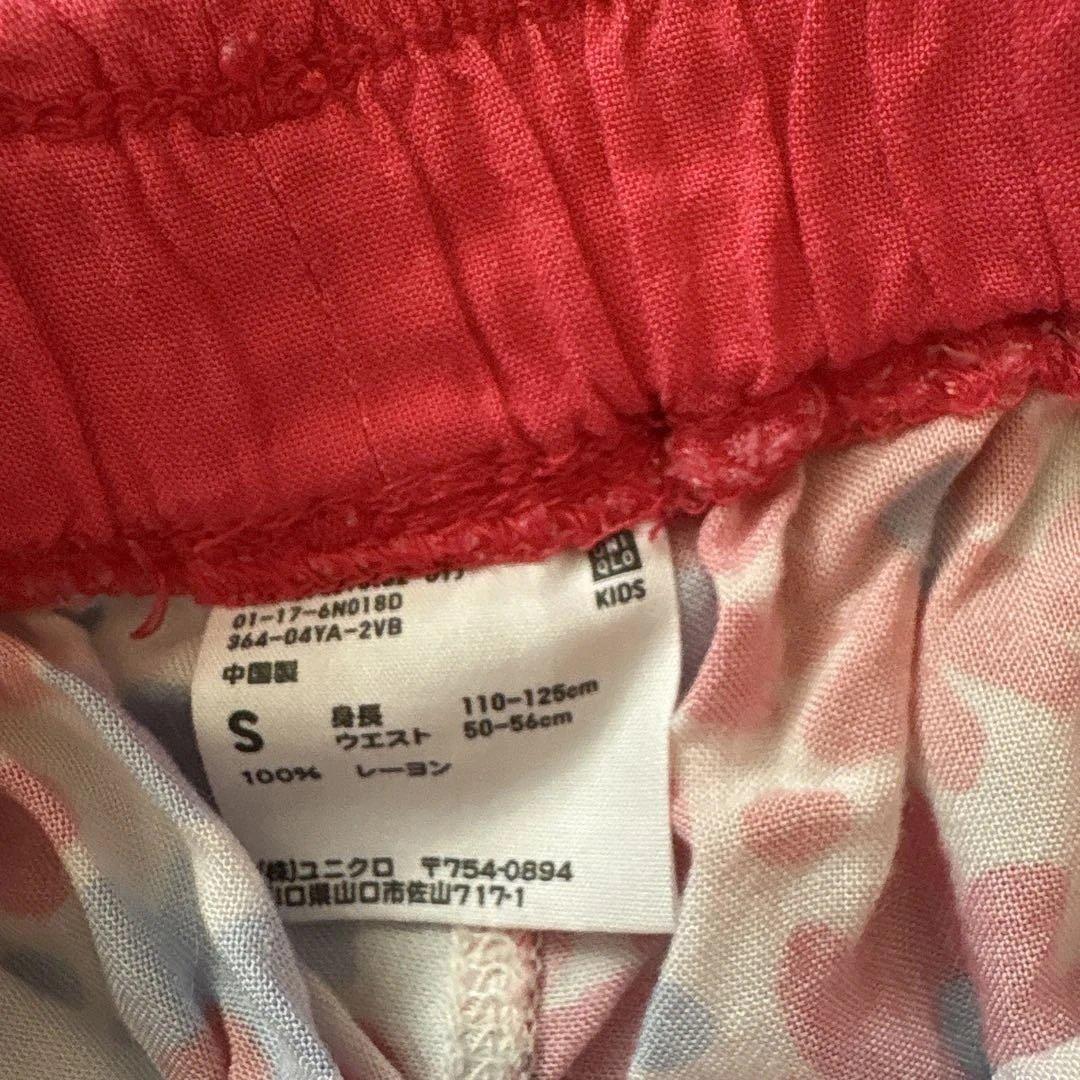 UNI
QLO
KIDS
01-17-6N018D
364-04YA-2VB
中国製
S 身長 110-125cm
ウエスト 50-56cm
100% レーヨン
(株)ユニクロ 〒754-0894
口県山口市佐山717-1